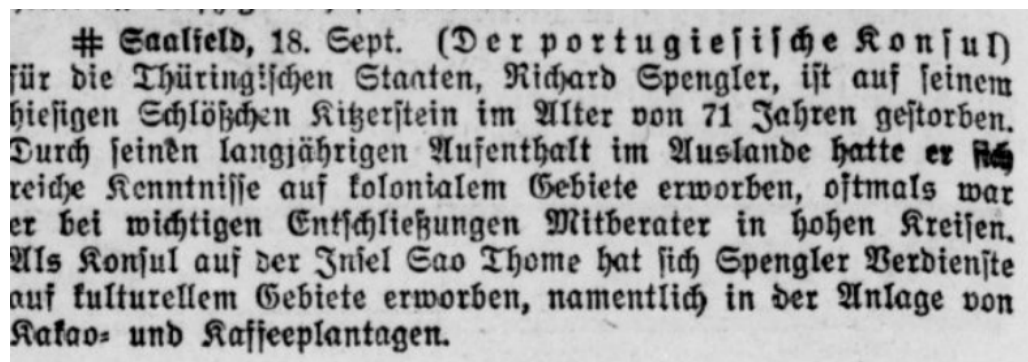 # Saalfeld, 18. Sept. (Der portugiesische Konsul)
für die Thüringischen Staaten, Richard Spengler, ist auf seinem
hiesigen Schlößchen Kitzerstein im Alter von 71 Jahren gestorben.
Durch seinen langjährigen Aufenthalt im Auslande hatte er sich
reiche Kenntnisse auf kolonialem Gebiete erworben, oftmals war
er bei wichtigen Entschließungen Mitberater in hohen Kreisen.
Als Konsul auf der Insel Sao Thome hat sich Spengler Verdienste
auf kulturellem Gebiete erworben, namentlich in der Anlage von
Kakao- und Kaffeeplantagen.